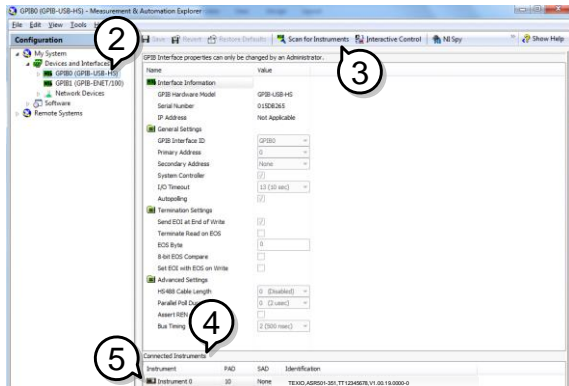 GPIB0 (GPIB-USB-HS) - Measurement & Automation Explorer
File Edit View Tools
Configuration
Save Revert Restore Defaults Scan for Instruments Interactive Control NI Spy Show Help
2
3
My System
Devices and Interfaces
GPIB0 (GPIB-USB-HS)
GPIB1 (GPIB-ENET/100)
Network Devices
Software
Remote Systems
GPIB Interface properties can only be changed by an Administrator.
Name Value
Interface Information
GPIB Hardware Model GPIB-USB-HS
Serial Number 015DB265
IP Address Not Applicable
General Settings
GPIB Interface ID GPIB0
Primary Address 0
Secondary Address None
System Controller
I/O Timeout 13 (10 sec)
Autopolling
Termination Settings
Send EOI at End of Write
Terminate Read on EOS
EOS Byte 0
8-bit EOS Compare
Set EOI with EOS on Write
Advanced Settings
HS488 Cable Length 0 (Disabled)
Parallel Poll 0 (2 usec)
Assert REN
Bus Timing 2 (500 nsec)
4
5
Connected Instruments
Instrument PAD SAD Identification
Instrument 0 10 None TEXIO,ASR501-351,TT12345678,V1.00.19.0000-0